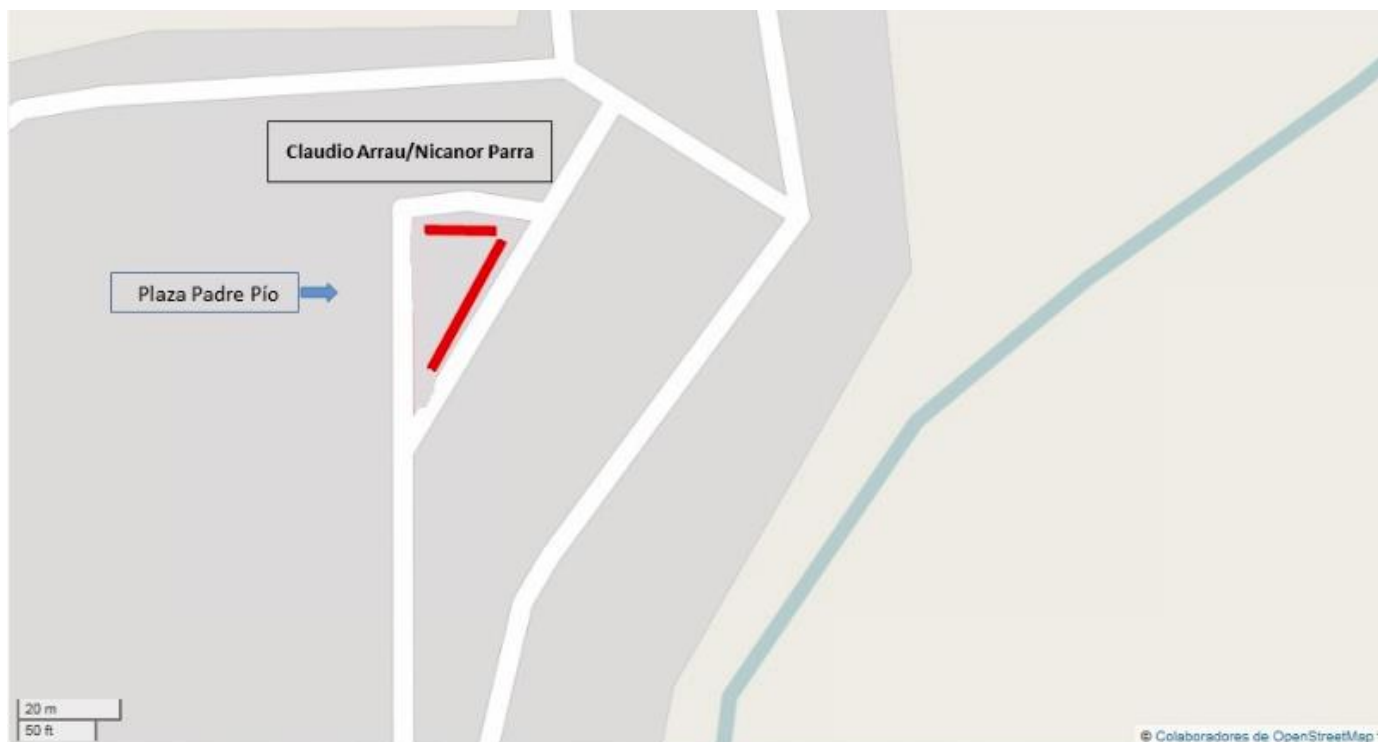 Claudio Arrau/Nicanor Parra
Plaza Padre Pío
20 m
50 ft
© Colaboradores de OpenStreetMap